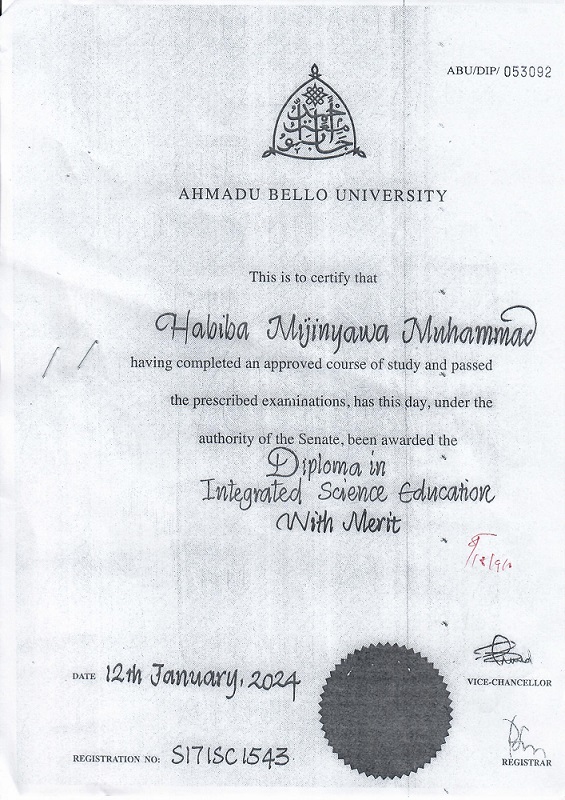 ABU/DIP/ 053092
AHMADU BELLO UNIVERSITY
This is to certify that
Habiba Mijinyawa Muhammad
having completed an approved course of study and passed
the prescribed examinations, has this day, under the
authority of the Senate, been awarded the
Diploma in
Integrated Science Education
With Merit
DATE 12th January, 2024
VICE-CHANCELLOR
REGISTRATION NO: S17ISC1543
REGISTRAR